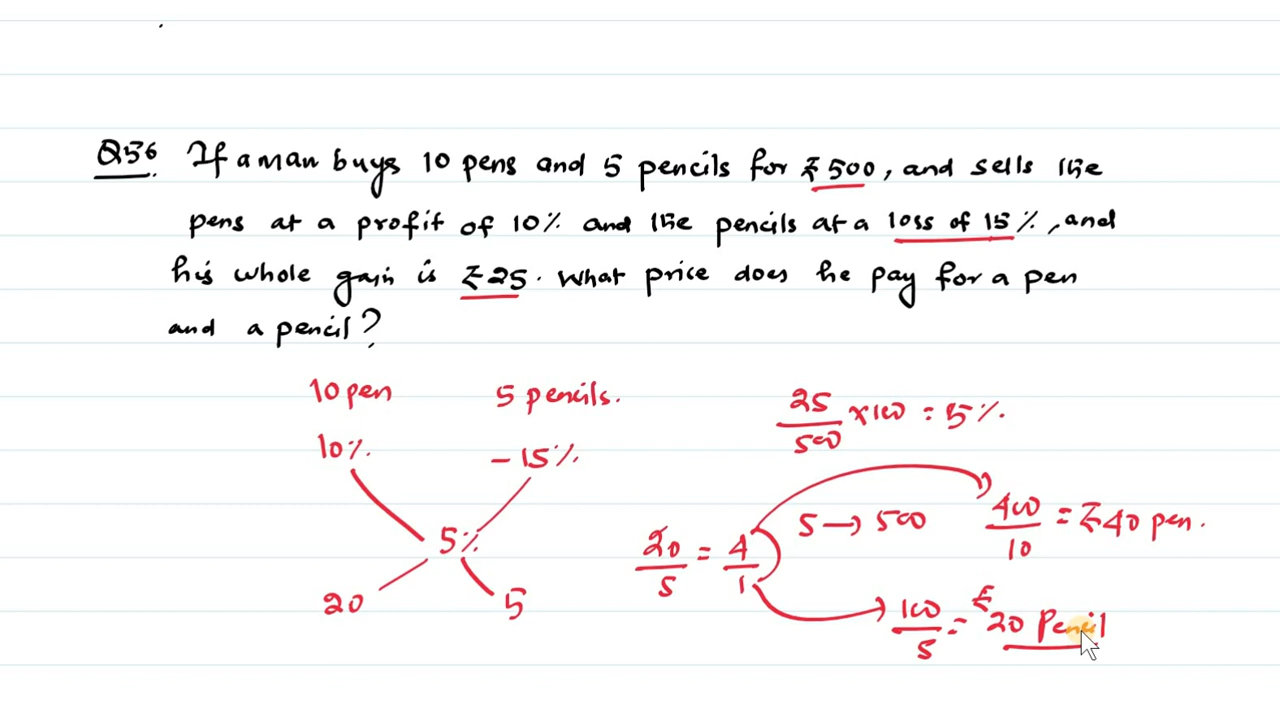 Q56. If a man buys 10 pens and 5 pencils for ₹500, and sells the
pens at a profit of 10% and the pencils at a loss of 15%, and
his whole gain is ₹25. What price does he pay for a pen
and a pencil?
10 pen 5 pencils.
10% -15%
5%
20 5
25/500 ×100 = 5%.
20/5 = 4/1
5 → 500
400/10 = ₹40 pen.
100/5 = ₹20 Pencil